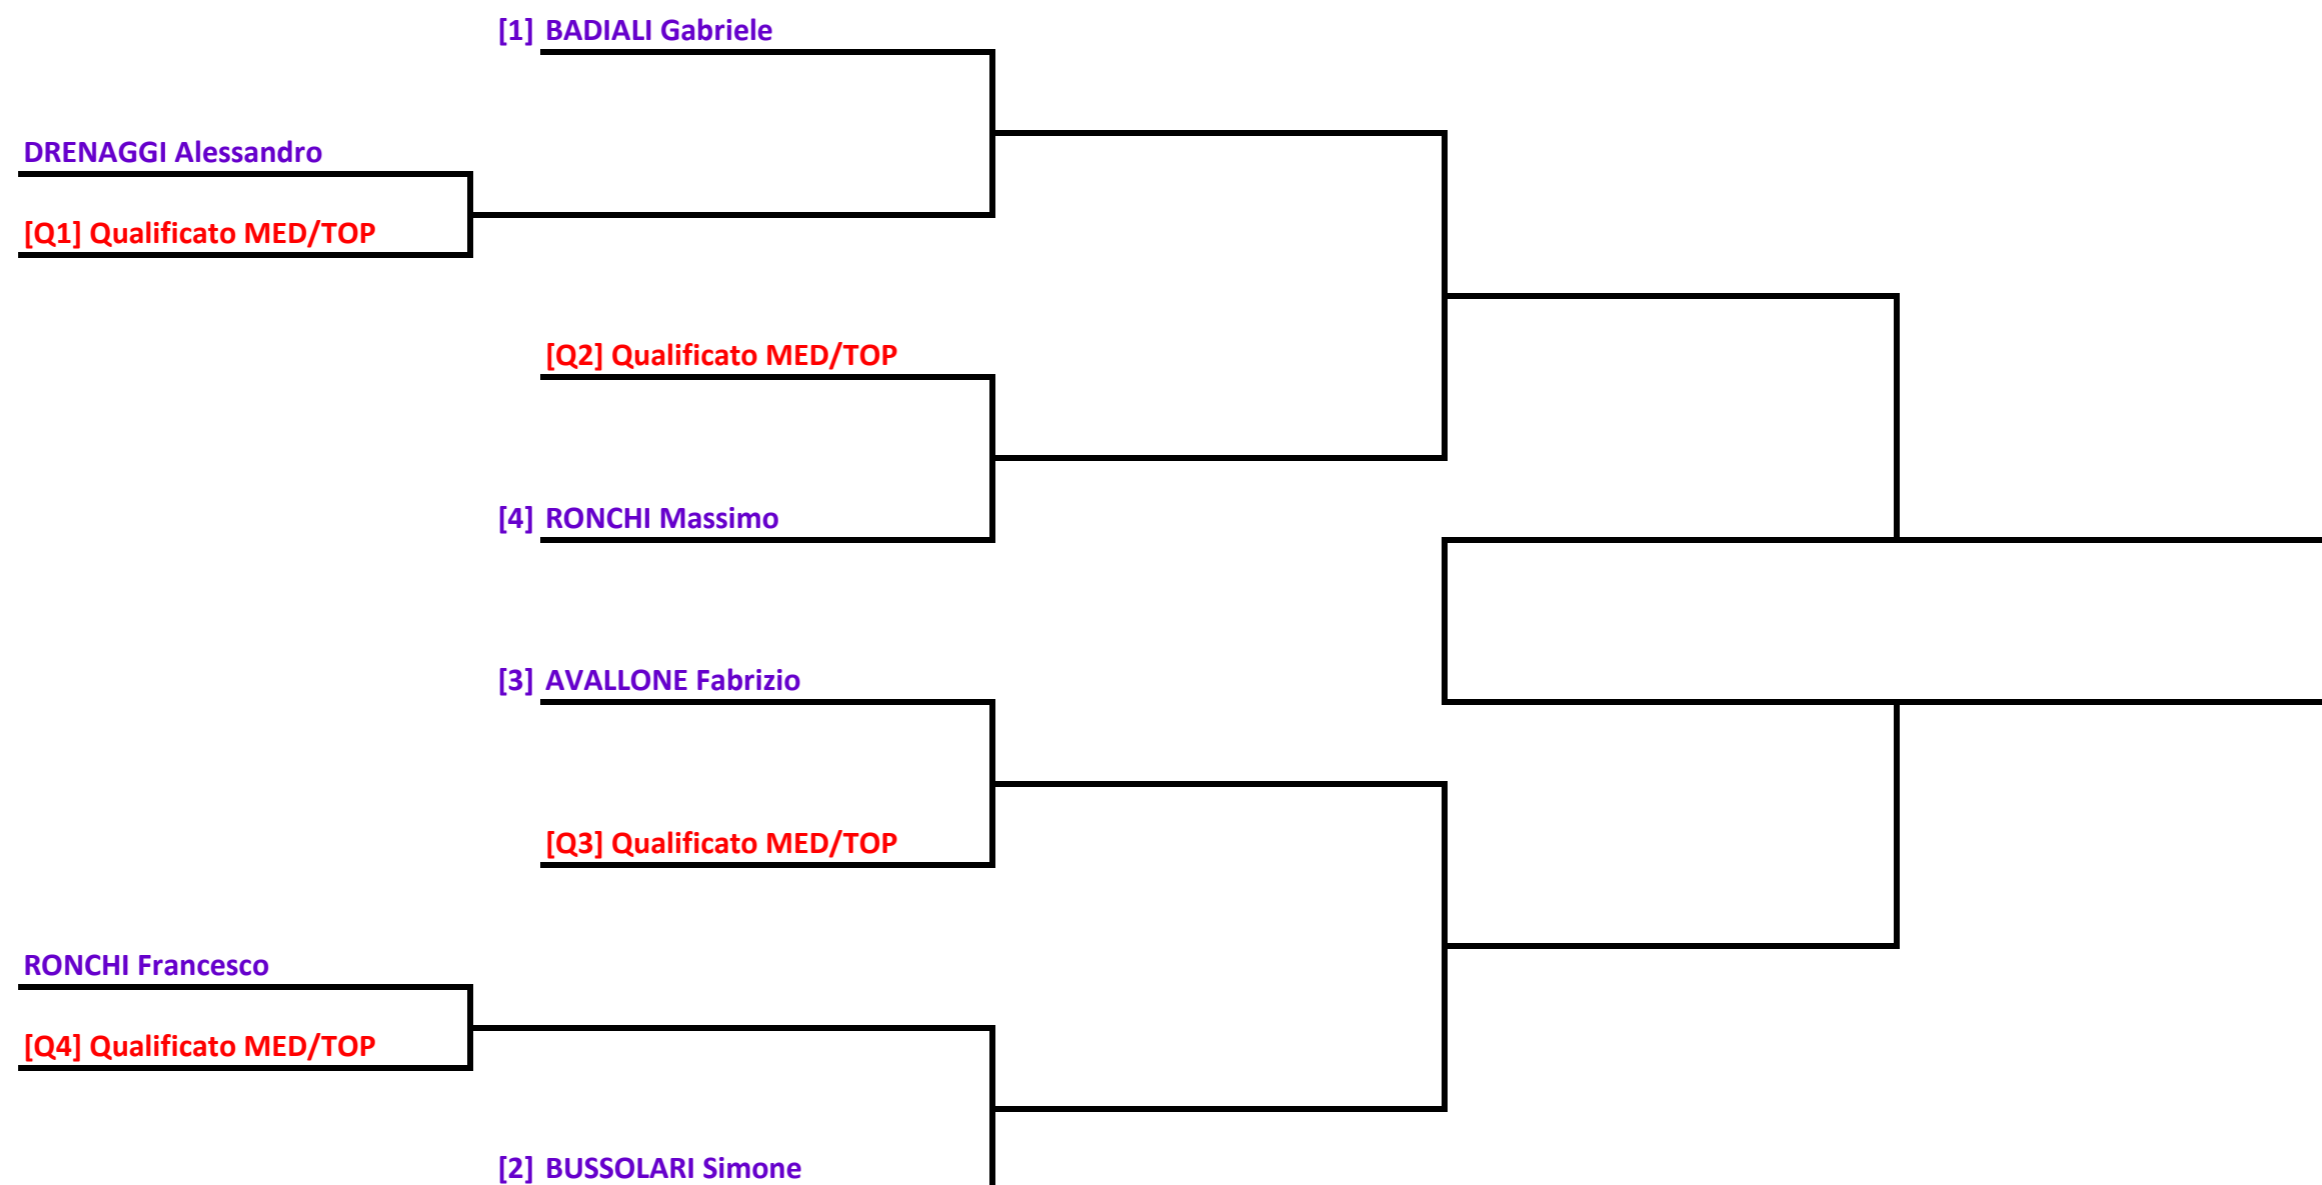 [1] BADIALI Gabriele
DRENAGGI Alessandro
[Q1] Qualificato MED/TOP
[Q2] Qualificato MED/TOP
[4] RONCHI Massimo
[3] AVALLONE Fabrizio
[Q3] Qualificato MED/TOP
RONCHI Francesco
[Q4] Qualificato MED/TOP
[2] BUSSOLARI Simone